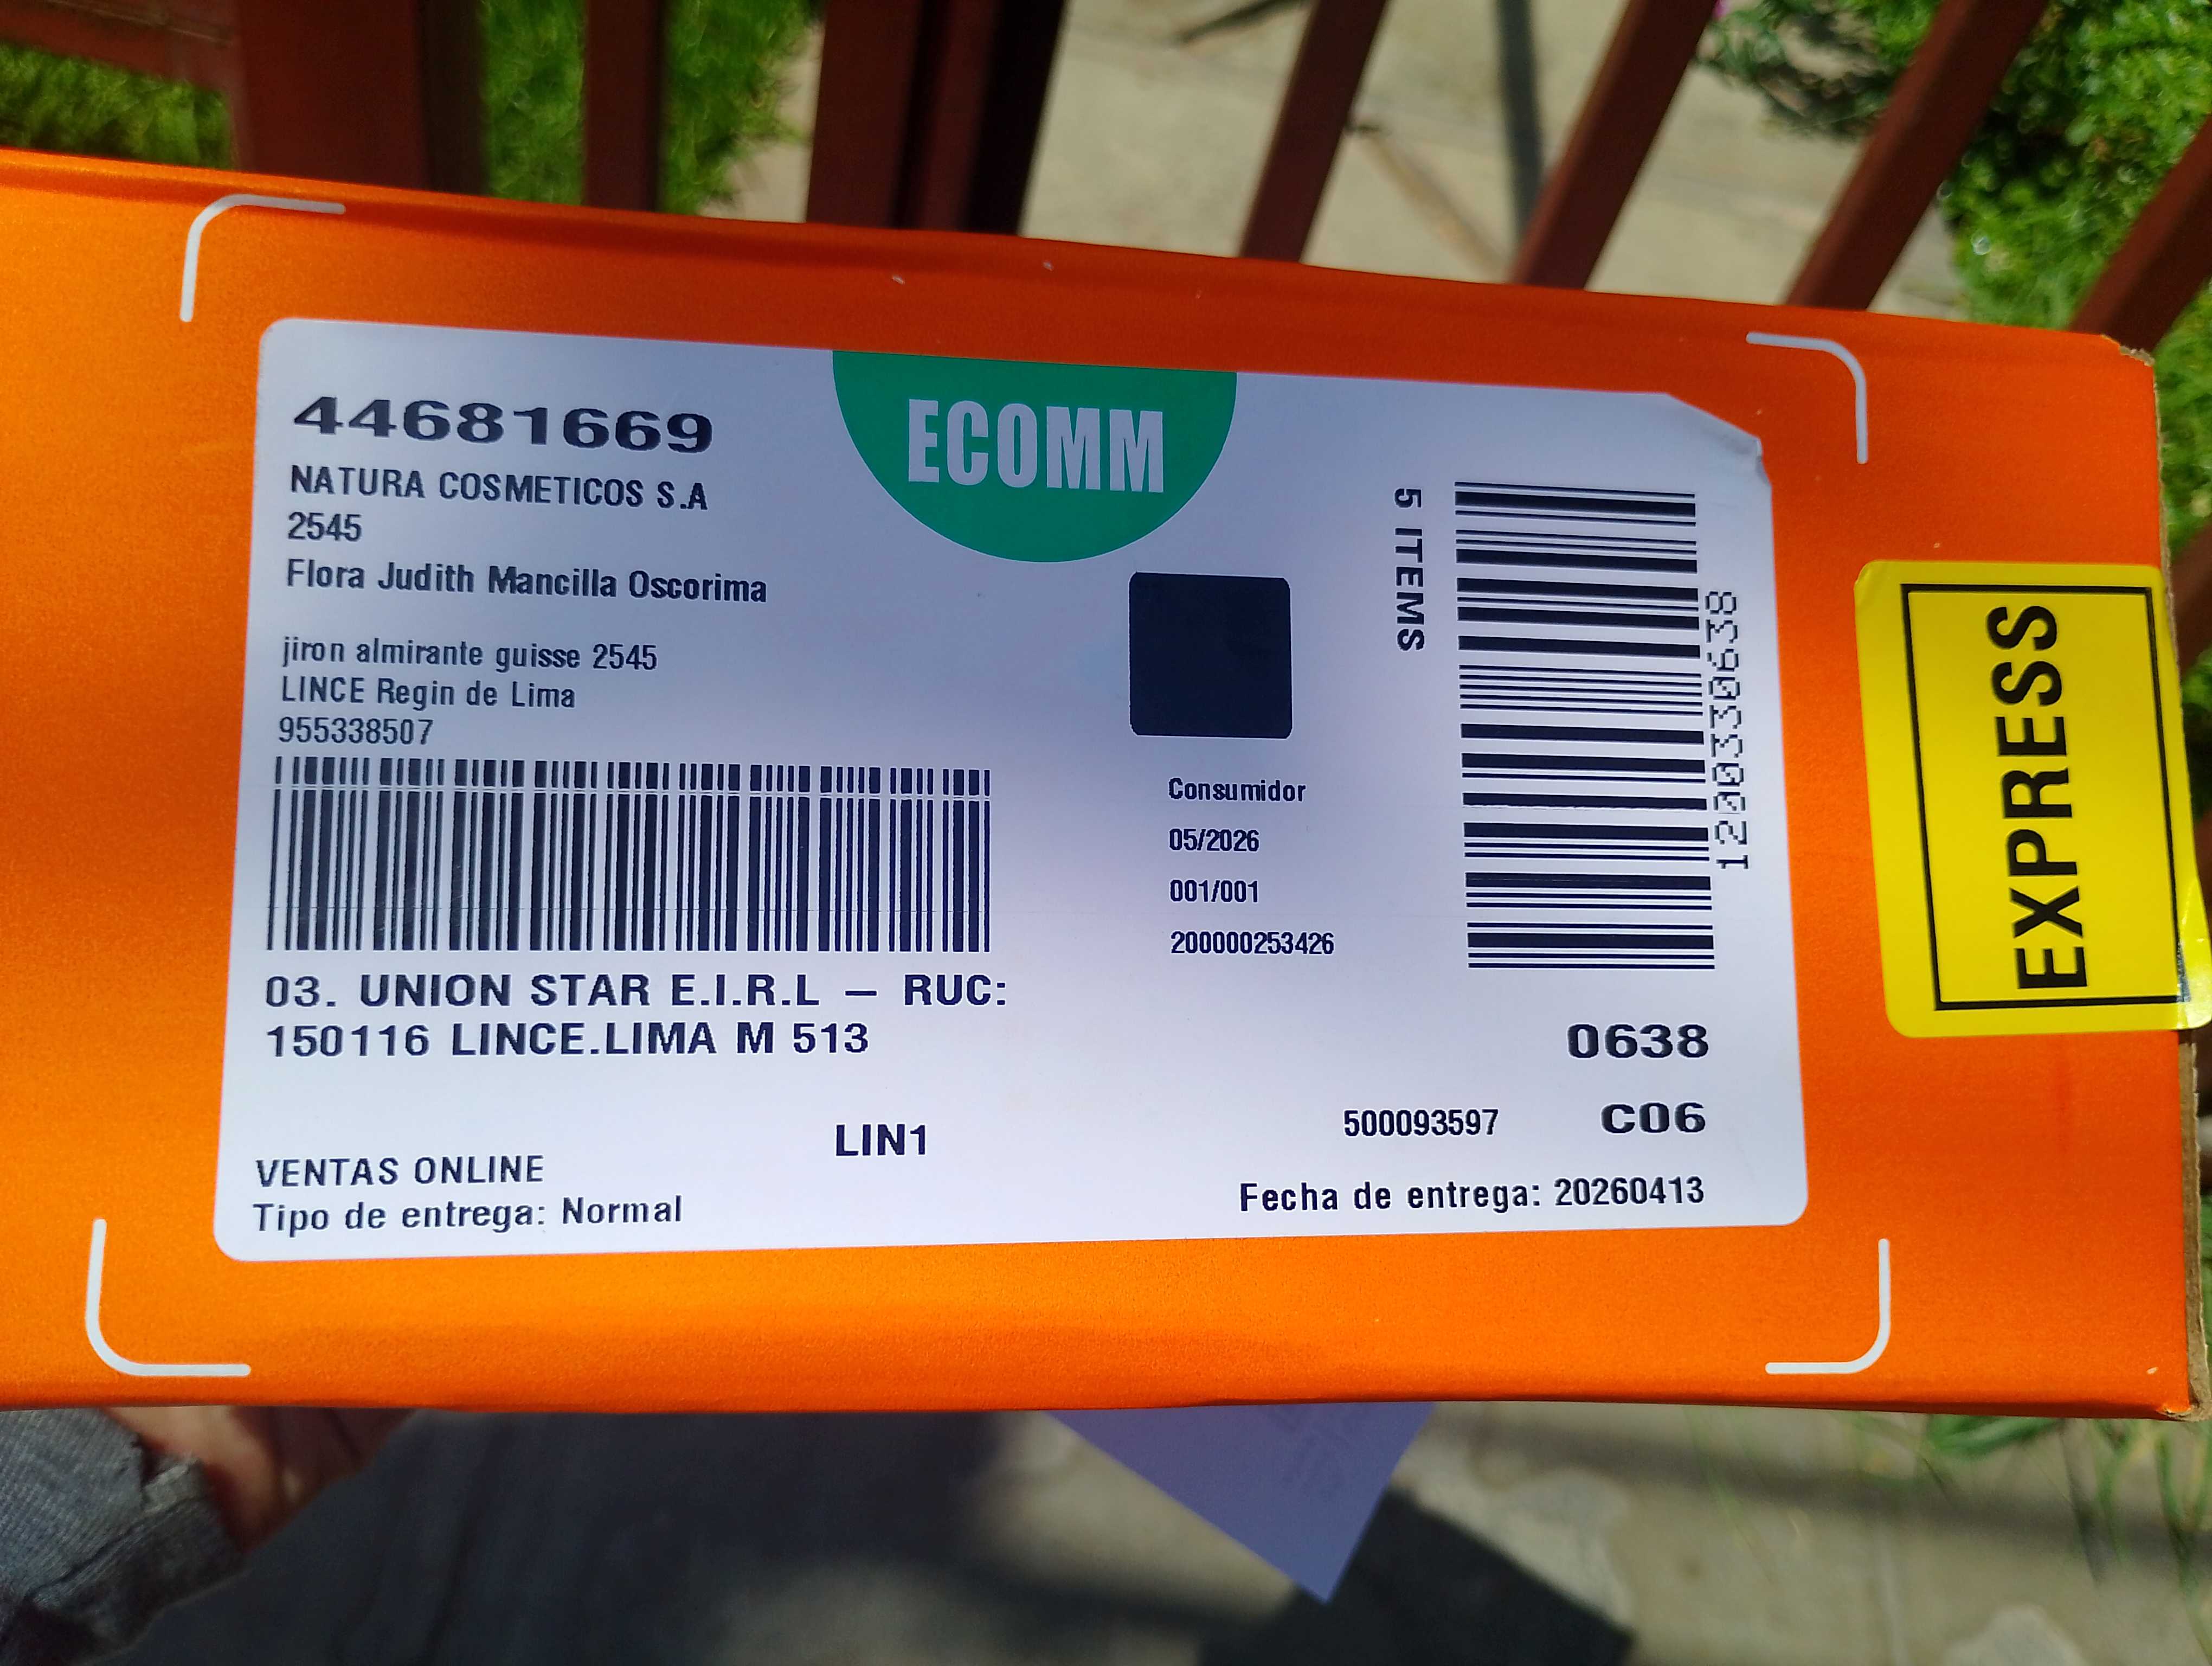 44681669
ECOMM
NATURA COSMETICOS S.A
2545
Flora Judith Mancilla Oscorima
jiron almirante guisse 2545
LINCE Regin de Lima
955338507
5 ITEMS
120033330638
Consumidor
05/2026
001/001
200000253426
EXPRESS
03. UNION STAR E.I.R.L – RUC:
150116 LINCE.LIMA M 513
0638
500093597 C06
LIN1
VENTAS ONLINE
Tipo de entrega: Normal
Fecha de entrega: 20260413